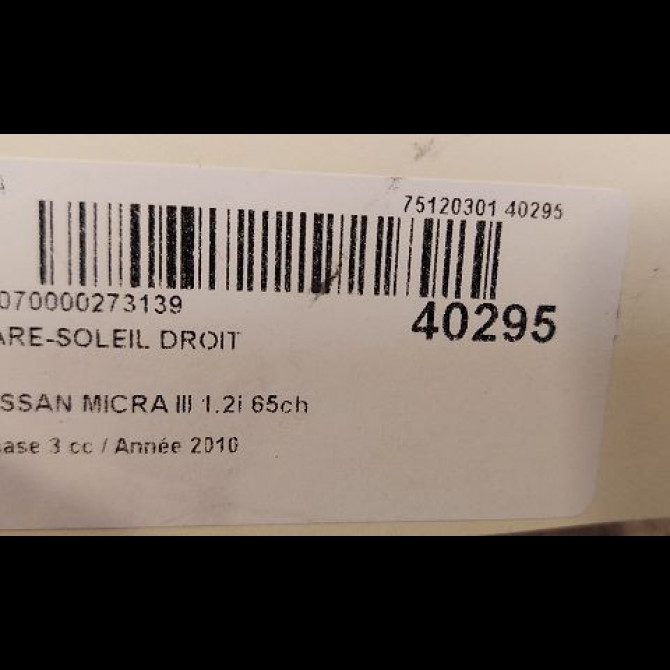 75120301 40295
070000273139
40295
ARE-SOLEIL DROIT
SSAN MICRA III 1.2i 65ch
ase 3 cc / Année 2010